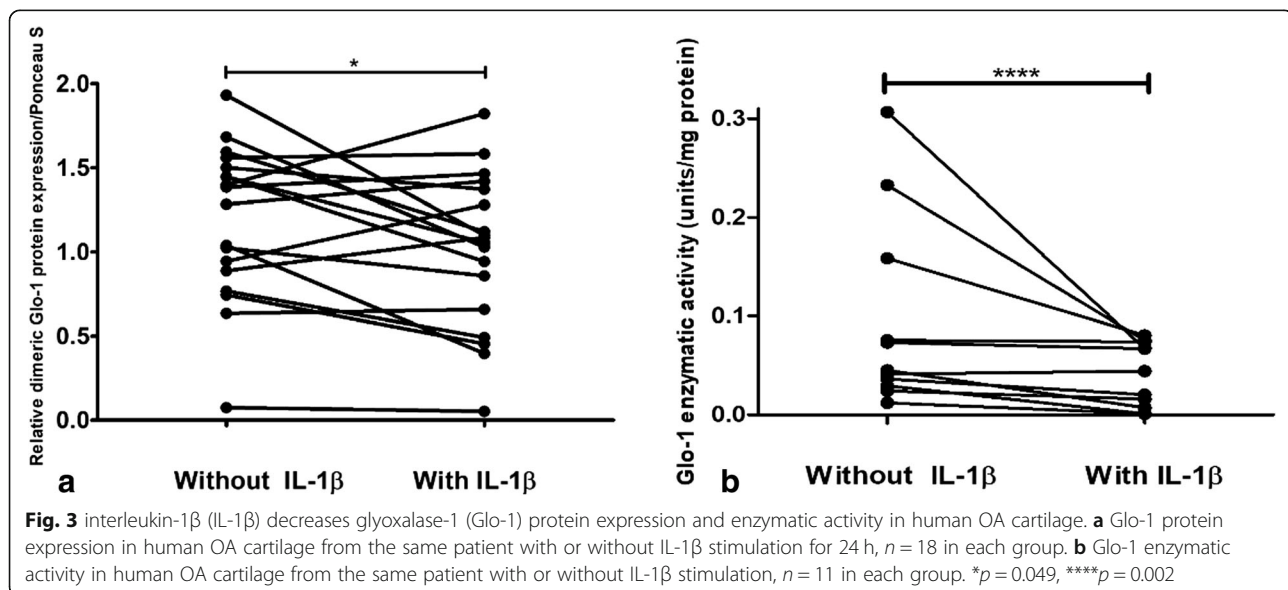 *
Relative dimeric Glo-1 protein expression/Ponceau S
2.0
1.5
1.0
0.5
0.0
Without IL-1β With IL-1β
a
****
Glo-1 enzymatic activity (units/mg protein)
0.3
0.2
0.1
0.0
Without IL-1β With IL-1β
b
Fig. 3 interleukin-1β (IL-1β) decreases glyoxalase-1 (Glo-1) protein expression and enzymatic activity in human OA cartilage. a Glo-1 protein
expression in human OA cartilage from the same patient with or without IL-1β stimulation for 24 h, n = 18 in each group. b Glo-1 enzymatic
activity in human OA cartilage from the same patient with or without IL-1β stimulation, n = 11 in each group. *p = 0.049, ****p = 0.002